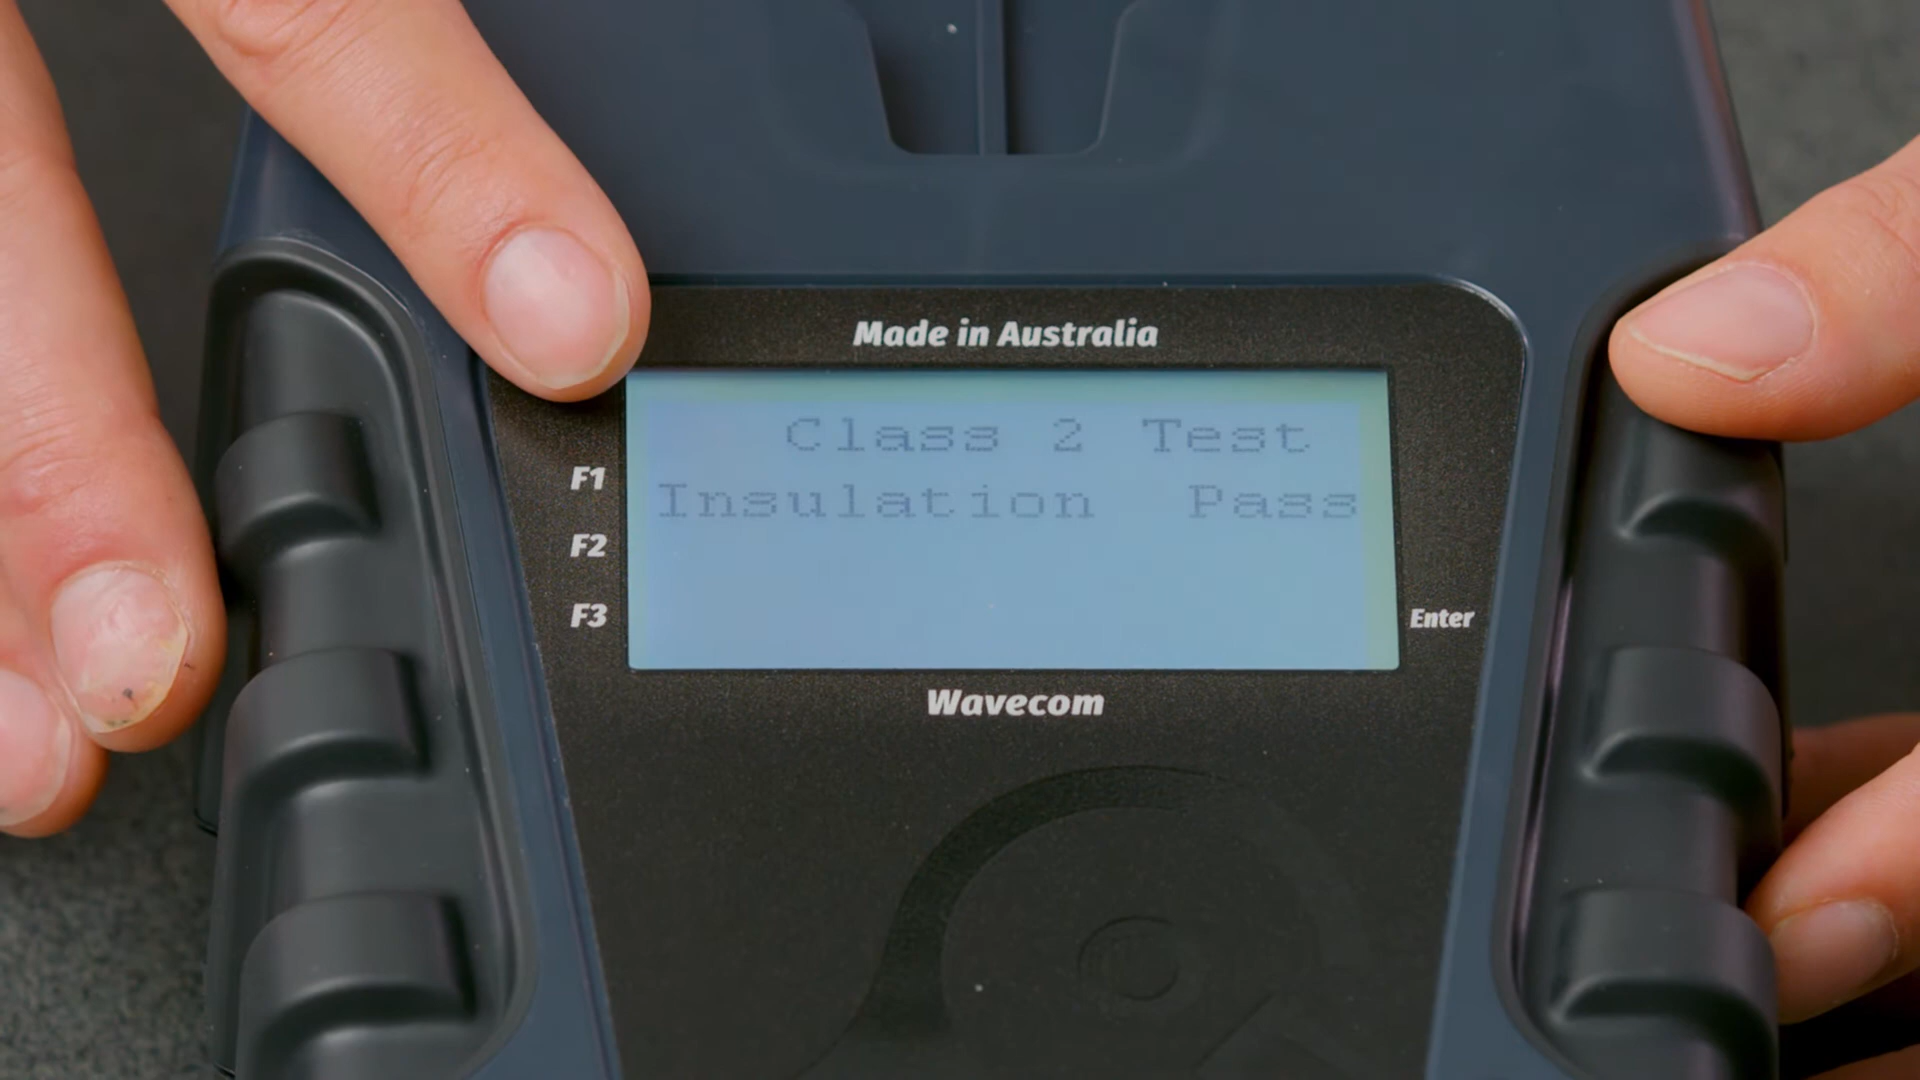 Made in Australia
Class 2 Test
F1
Insulation Pass
F2
F3
Enter
Wavecom